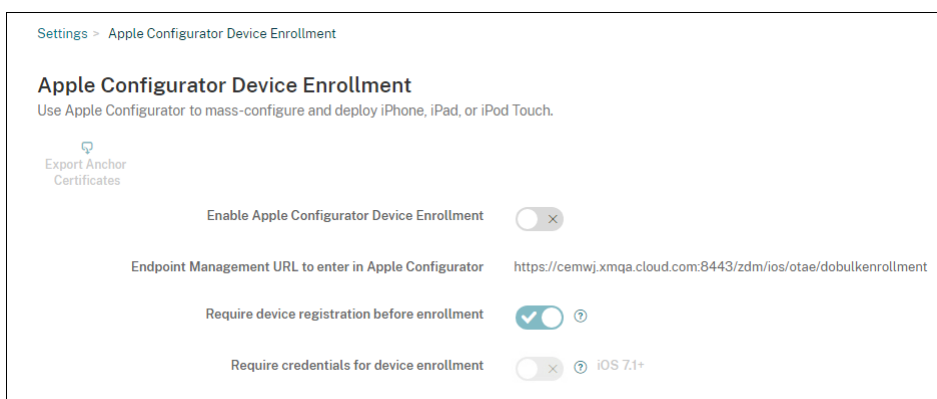 Settings > Apple Configurator Device Enrollment
Apple Configurator Device Enrollment
Use Apple Configurator to mass-configure and deploy iPhone, iPad, or iPod Touch.
Export Anchor
Certificates
Enable Apple Configurator Device Enrollment
Endpoint Management URL to enter in Apple Configurator https://cemwj.xmqa.cloud.com:8443/zdm/ios/otae/dobulkenrollment
Require device registration before enrollment ?
Require credentials for device enrollment ? iOS 7.1+